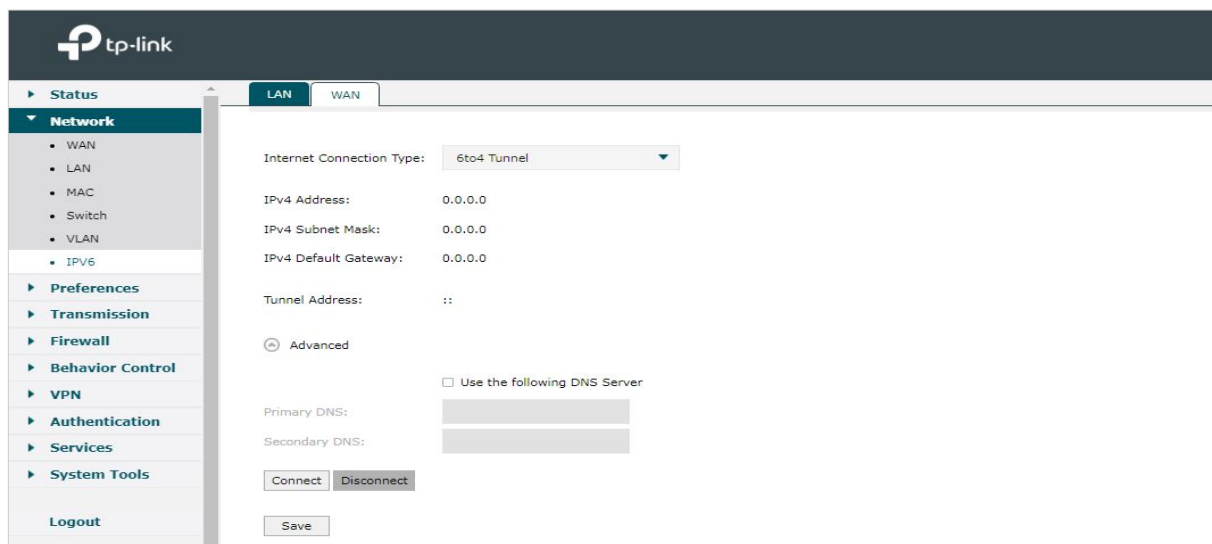 tp-link
Status
Network
WAN
LAN
MAC
Switch
VLAN
IPV6
Preferences
Transmission
Firewall
Behavior Control
VPN
Authentication
Services
System Tools
Logout
LAN WAN
Internet Connection Type: 6to4 Tunnel
IPv4 Address: 0.0.0.0
IPv4 Subnet Mask: 0.0.0.0
IPv4 Default Gateway: 0.0.0.0
Tunnel Address: ::
Advanced
Use the following DNS Server
Primary DNS:
Secondary DNS:
Connect Disconnect
Save